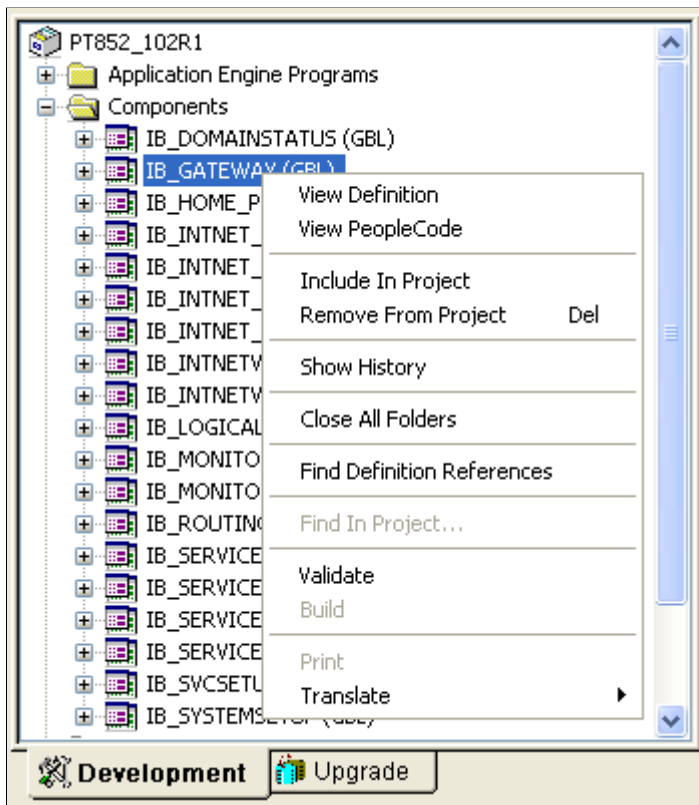 PT852_102R1
Application Engine Programs
Components
IB_DOMAINSTATUS (GBL)
IB_GATEWAY (GBL)
IB_HOME_P
IB_INTNET_
IB_INTNET_
IB_INTNET_
IB_INTNET_
IB_INTNETV
IB_INTNETV
IB_LOGICAL
IB_MONITO
IB_MONITO
IB_ROUTING
IB_SERVICE
IB_SERVICE
IB_SERVICE
IB_SERVICE
IB_SVCSETU
IB_SYSTEMSETUP (GBL)
View Definition
View PeopleCode
Include In Project
Remove From Project Del
Show History
Close All Folders
Find Definition References
Find In Project...
Validate
Build
Print
Translate
Development Upgrade